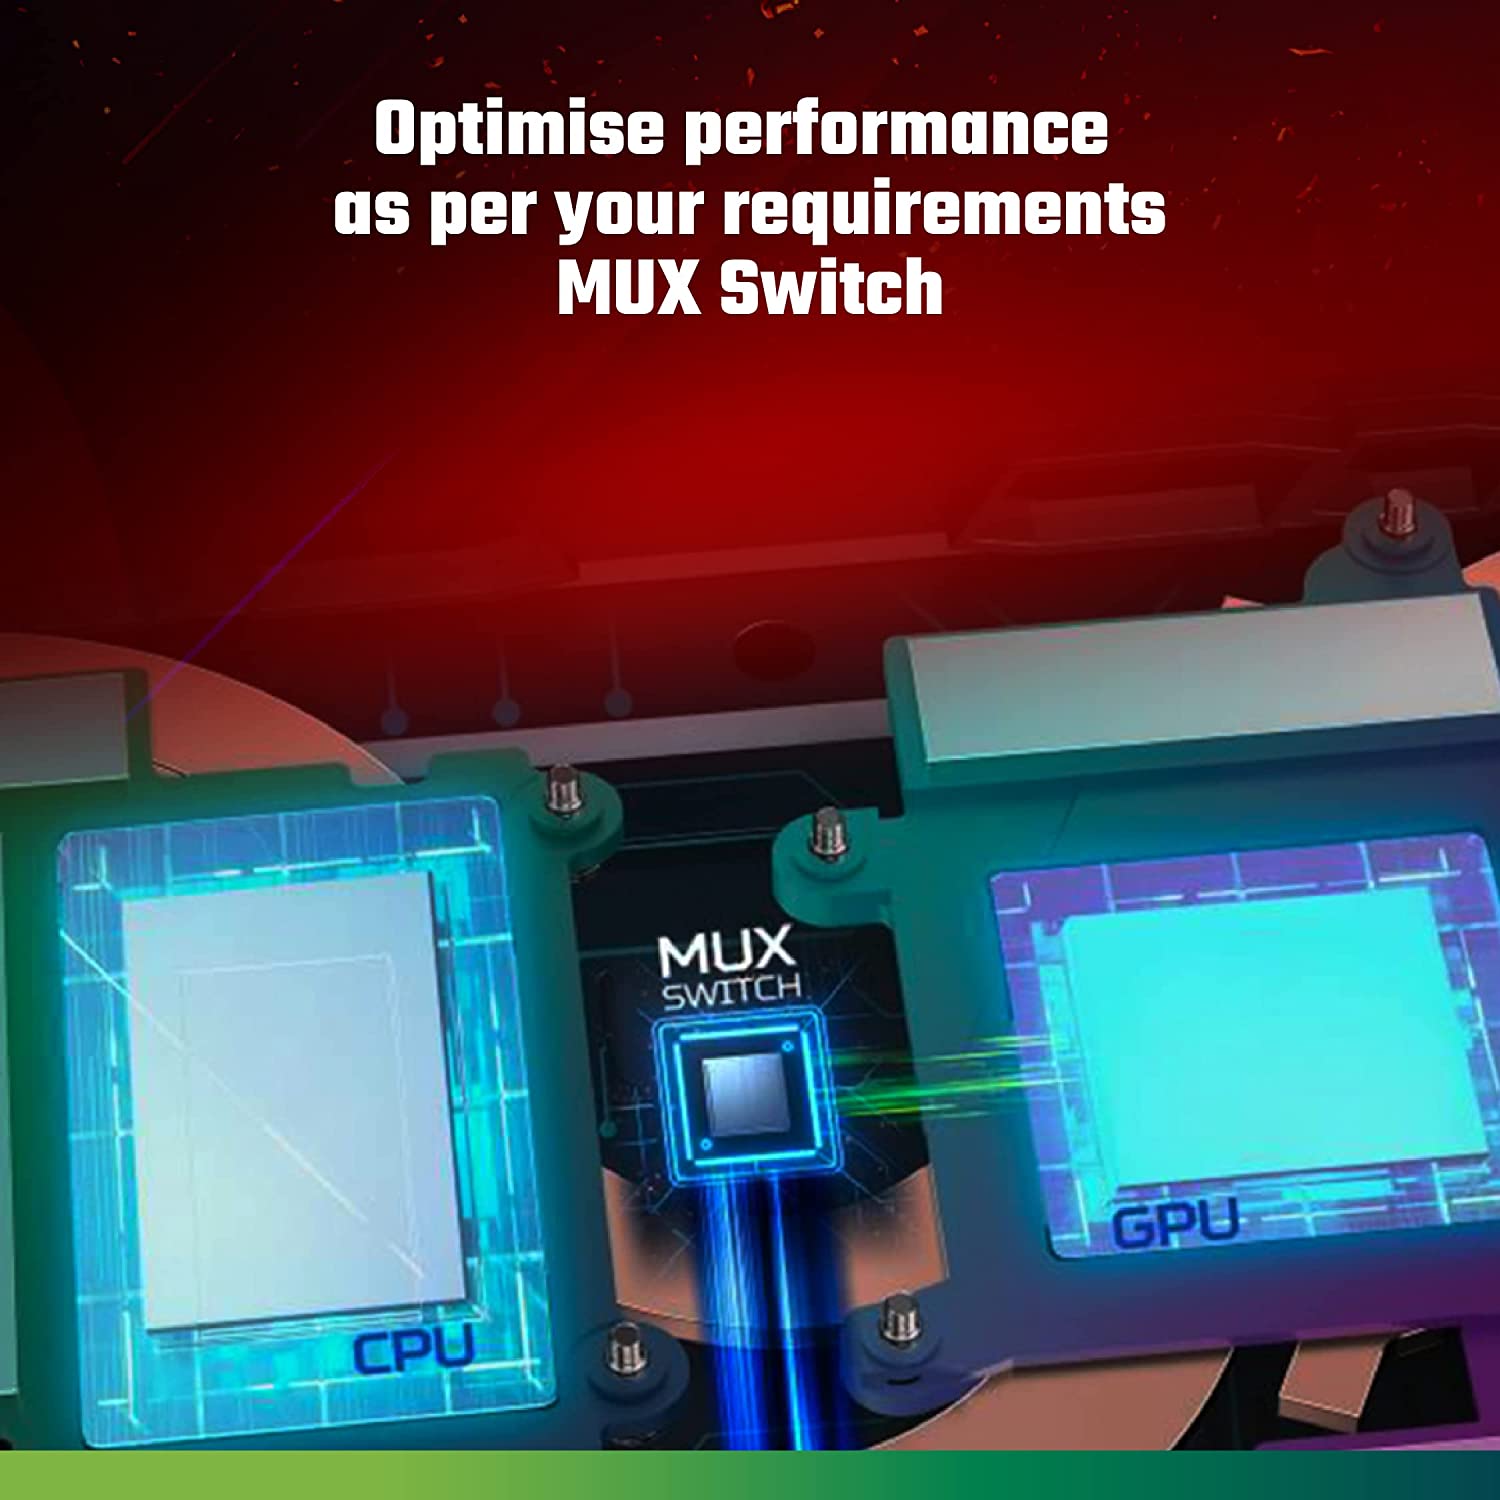 Optimise performance
as per your requirements
MUX Switch
MUX
SWITCH
GPU
CPU